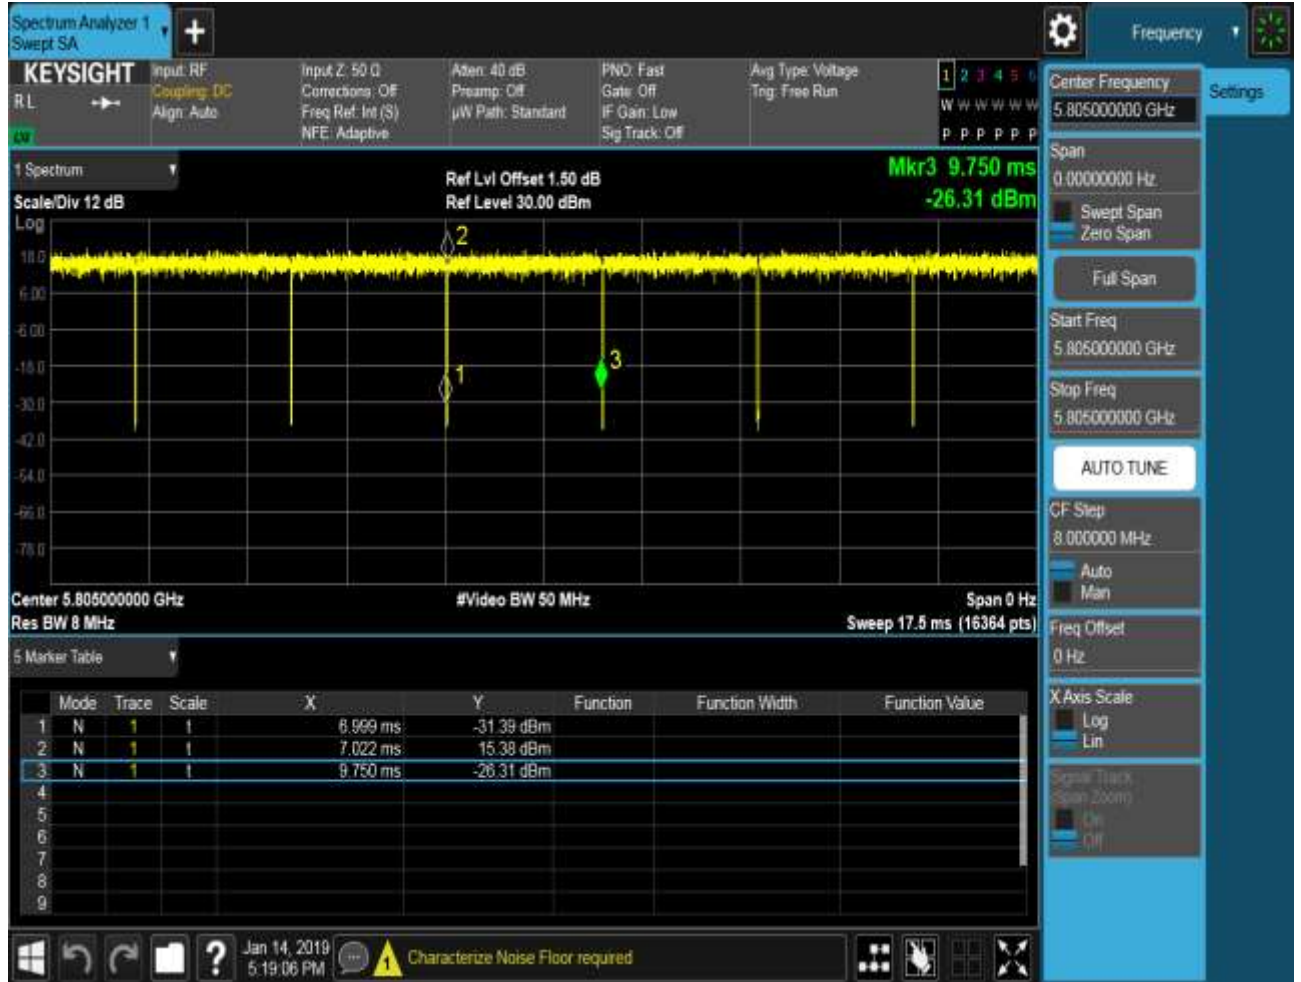 Spectrum Analyzer 1
Swept SA
Frequency
KEYSIGHT
RL
Input: RF
Coupling: DC
Align: Auto
Input Z: 50 Ω
Corrections: Off
Freq Ref: Int (S)
NFE: Adaptive
Atten: 40 dB
Preamp: Off
µW Path: Standard
PNO: Fast
Gate: Off
IF Gain: Low
Sig Track: Off
Avg Type: Voltage
Trig: Free Run
1 2 3 4 5 6
W W W W W W
P P P P P P
1 Spectrum
Scale/Div 12 dB
Ref Lvl Offset 1.50 dB
Ref Level 30.00 dBm
Mkr3 9.750 ms
-26.31 dBm
Log
18.0
6.00
-6.00
-18.0
-30.0
-42.0
-54.0
-66.0
-78.0
2
1
3
Center 5.805000000 GHz
Res BW 8 MHz
#Video BW 50 MHz
Span 0 Hz
Sweep 17.5 ms (16364 pts)
5 Marker Table
Mode Trace Scale X Y Function Function Width Function Value
1 N 1 t 6.999 ms -31.39 dBm
2 N 1 t 7.022 ms 15.38 dBm
3 N 1 t 9.750 ms -26.31 dBm
4
5
6
7
8
9
Jan 14, 2019
5:19:06 PM
?
1
Characterize Noise Floor required
Settings
Center Frequency
5.805000000 GHz
Span
0.00000000 Hz
Swept Span
Zero Span
Full Span
Start Freq
5.805000000 GHz
Stop Freq
5.805000000 GHz
AUTO TUNE
CF Step
8.000000 MHz
Auto
Man
Freq Offset
0 Hz
X Axis Scale
Log
Lin
Signal Track
(Span Zoom)
On
Off